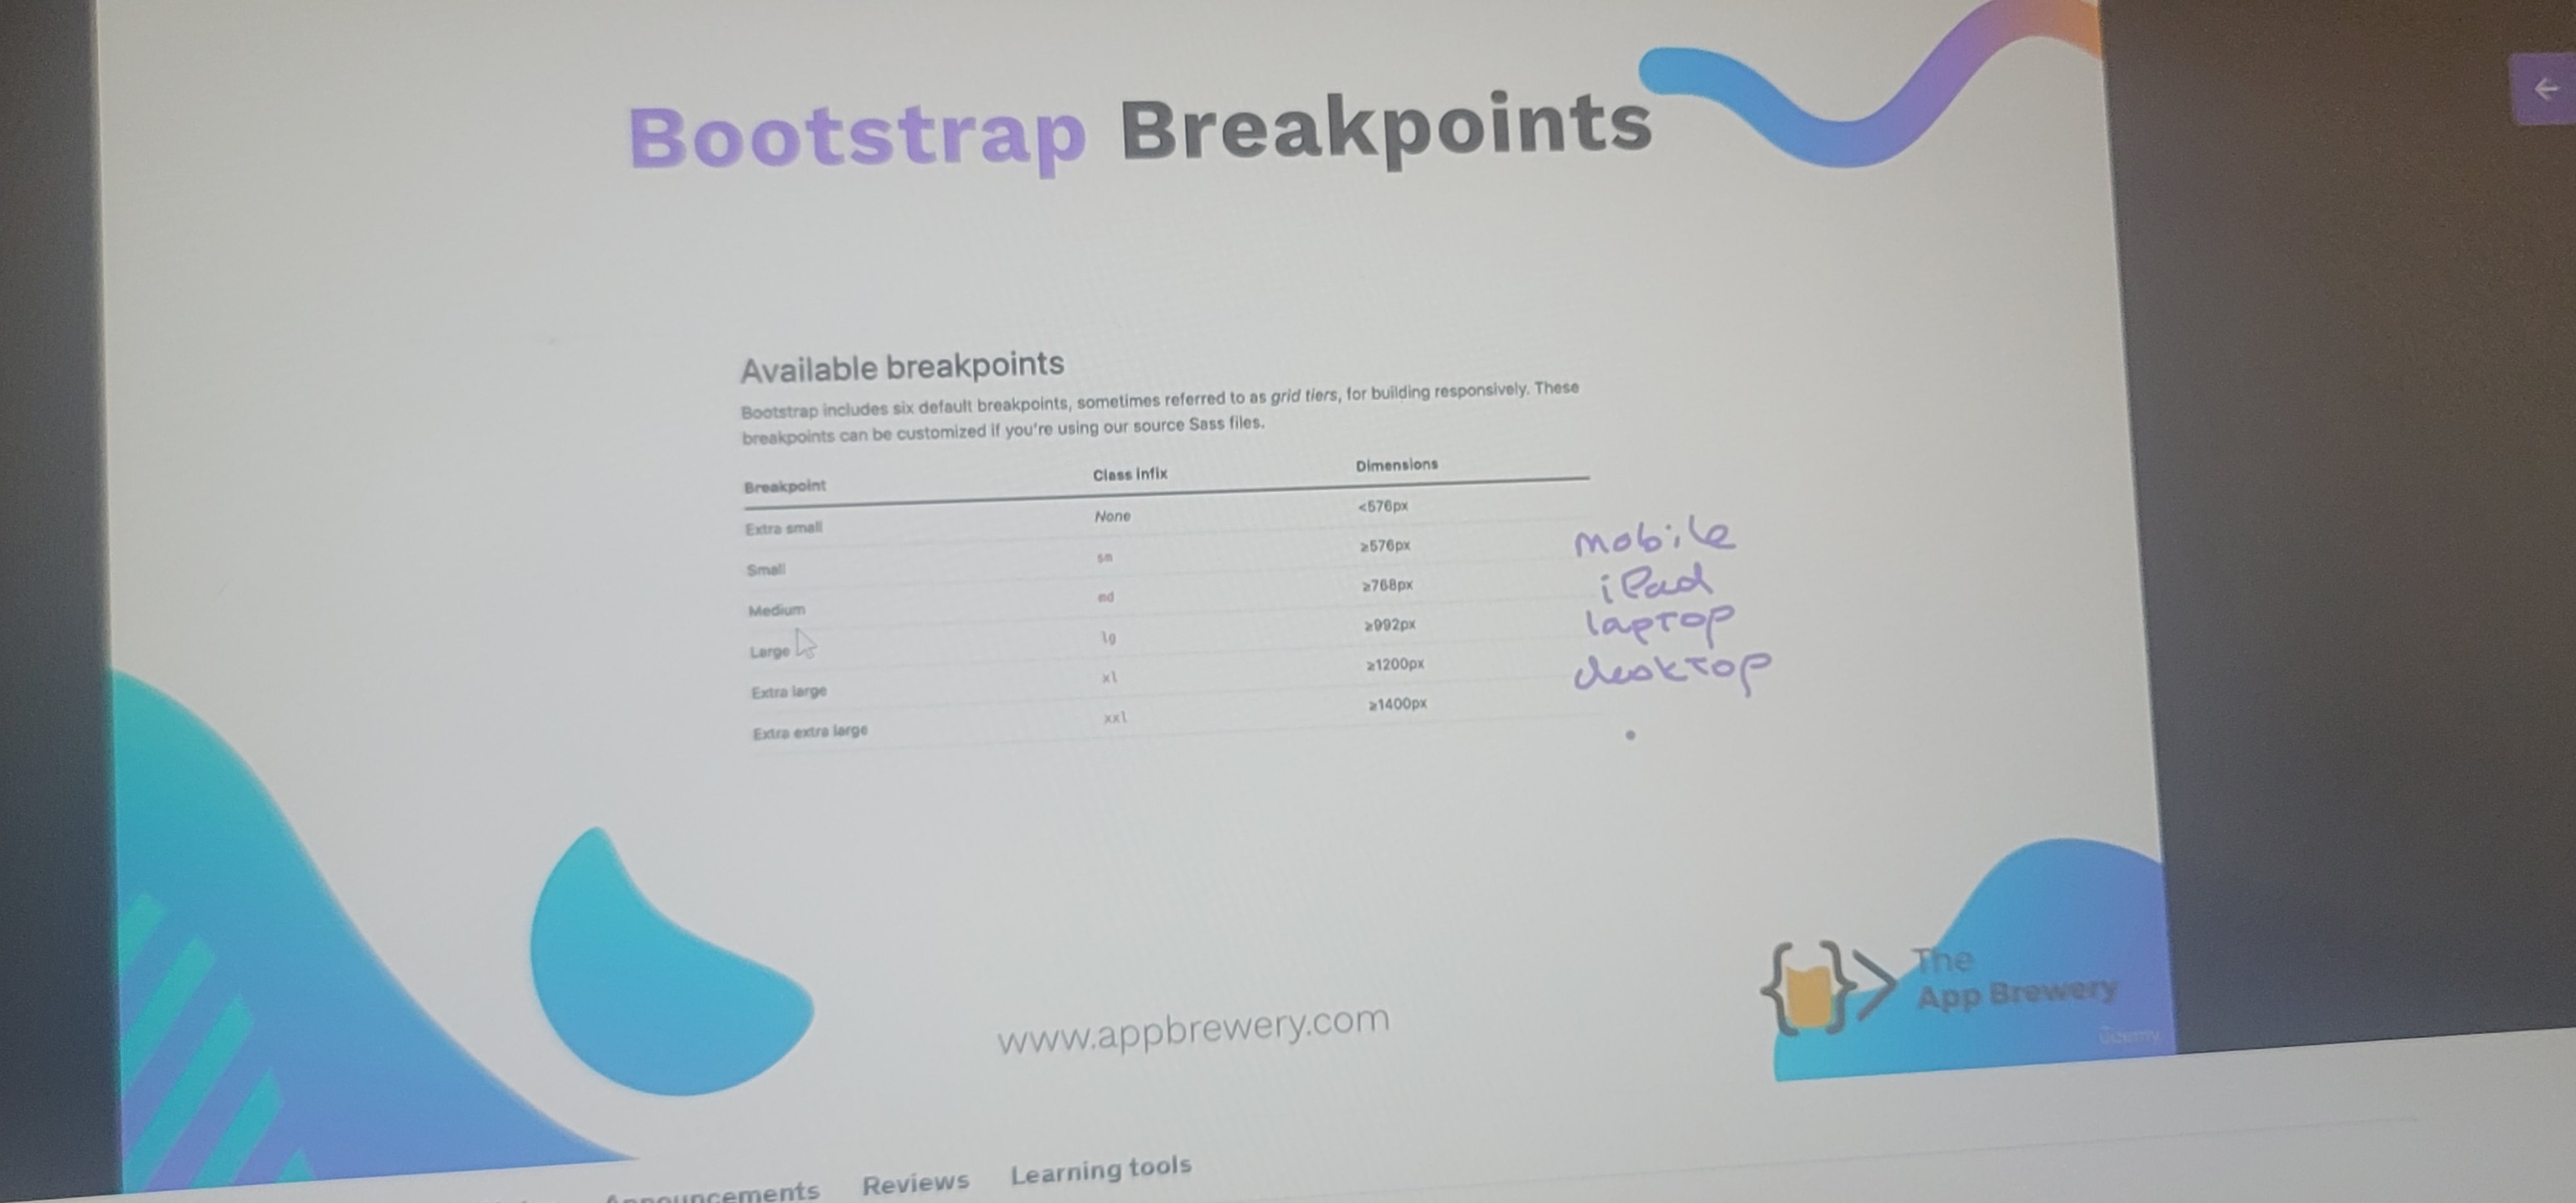 Bootstrap Breakpoints
Available breakpoints
Bootstrap includes six default breakpoints, sometimes referred to as grid tiers, for building responsively. These
breakpoints can be customized if you're using our source Sass files.
Breakpoint Class infix Dimensions
Extra small None <576px
Small sm ≥576px mobile
Medium md ≥768px iPad
Large lg ≥992px laptop
Extra large xl ≥1200px desktop
Extra extra large xxl ≥1400px
www.appbrewery.com
The
App Brewery
Udemy
Announcements Reviews Learning tools